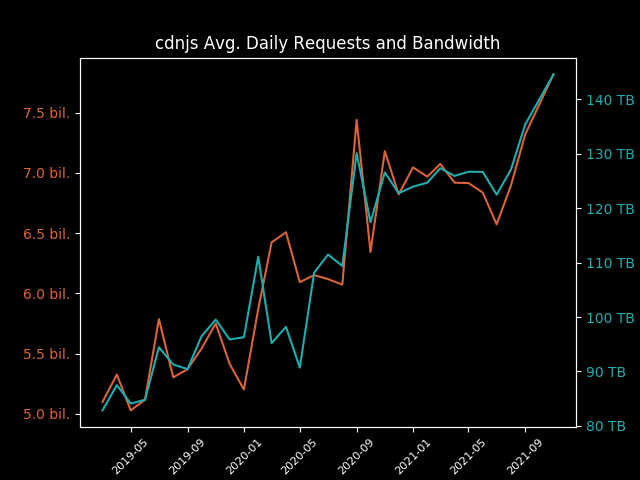 cdnjs Avg. Daily Requests and Bandwidth
7.5 bil.
7.0 bil.
6.5 bil.
6.0 bil.
5.5 bil.
5.0 bil.
140 TB
130 TB
120 TB
110 TB
100 TB
90 TB
80 TB
2019-05
2019-09
2020-01
2020-05
2020-09
2021-01
2021-05
2021-09